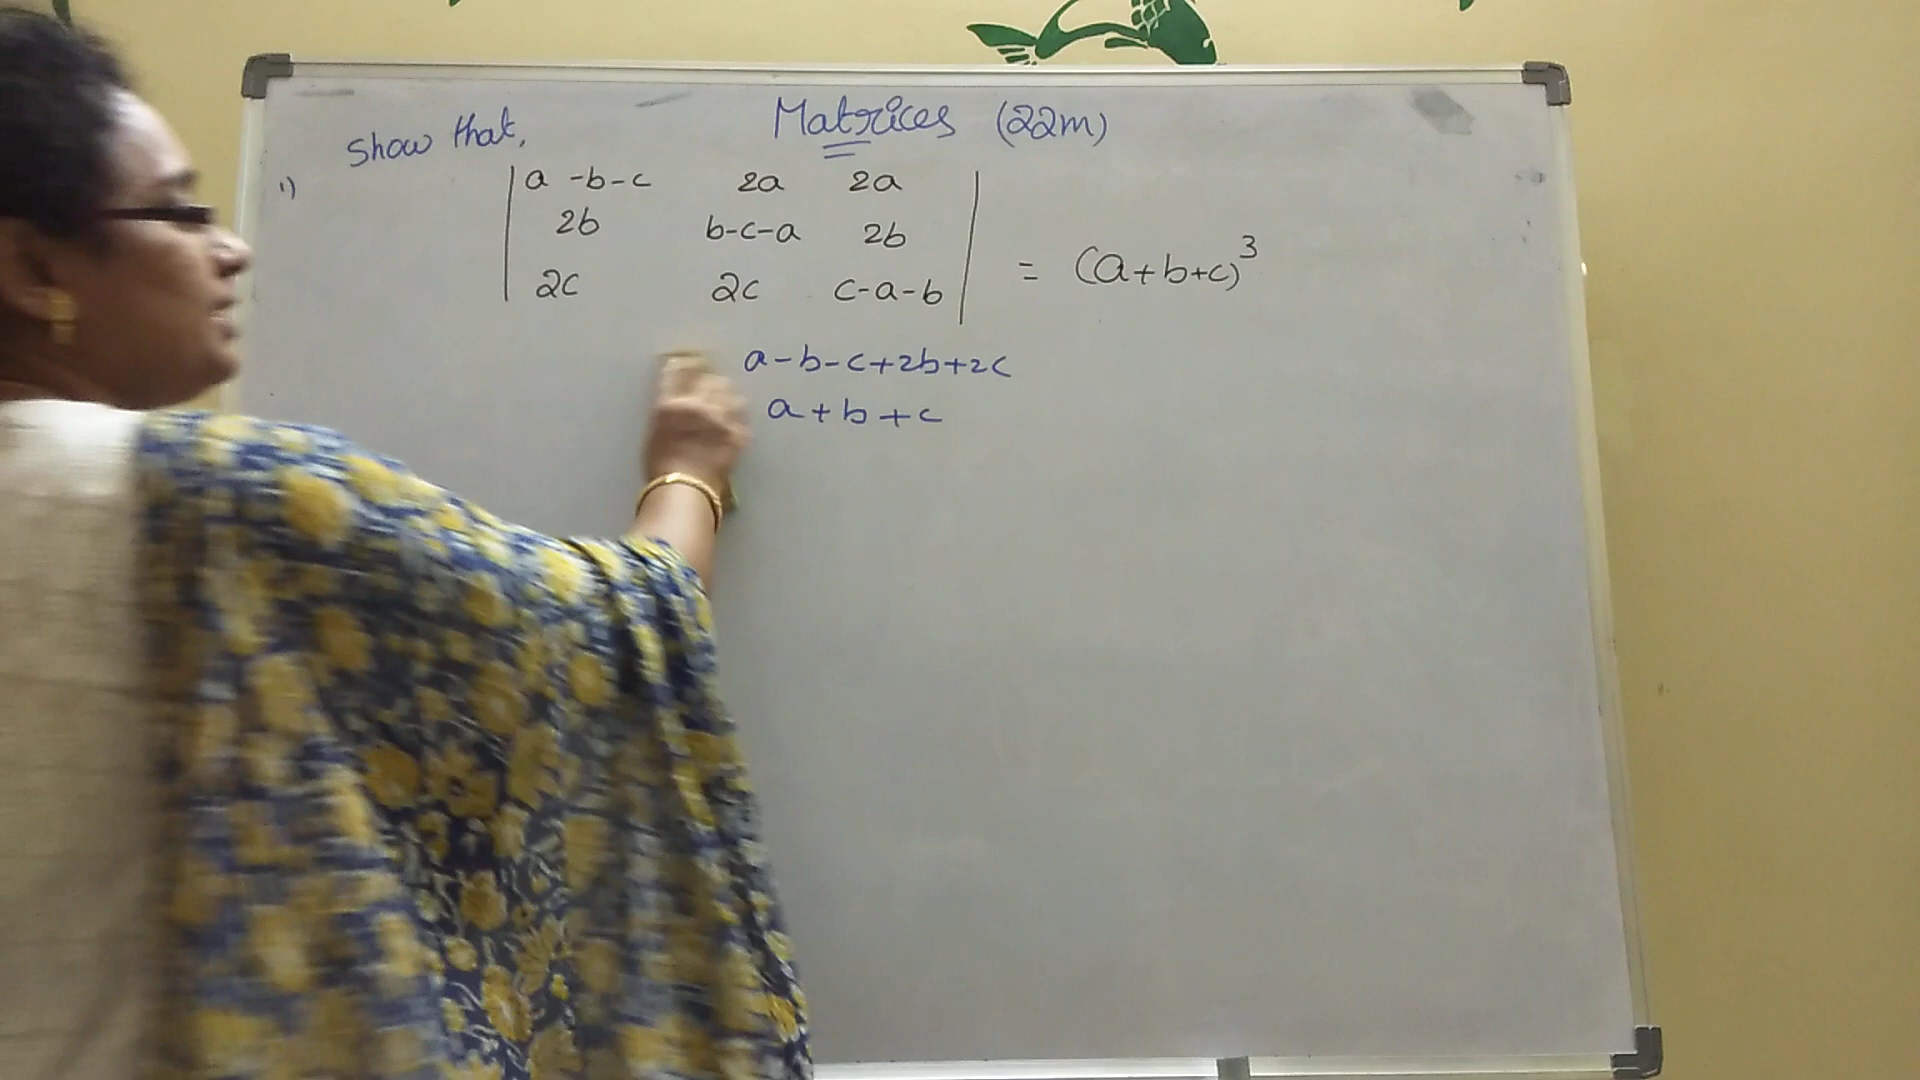 Matrices (22m)
Show that,
1)
a -b-c 2a 2a
2b b-c-a 2b
2c 2c c-a-b
= (a+b+c)³
a-b-c+2b+2c
a+b+c